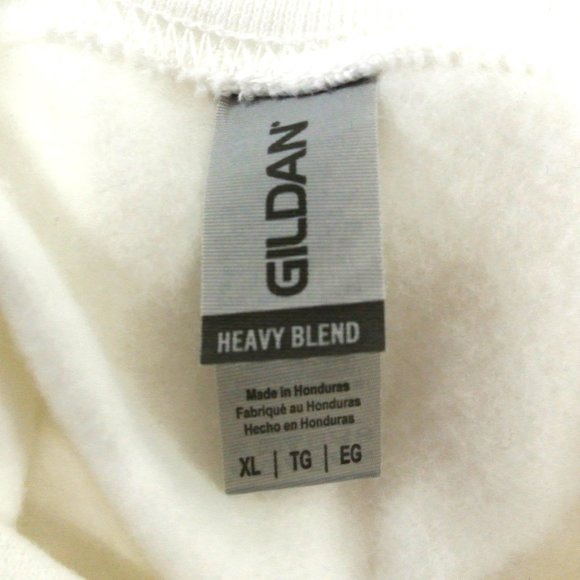 GILDAN
HEAVY BLEND
Made in Honduras
Fabriqué au Honduras
Hecho en Honduras
XL | TG | EG